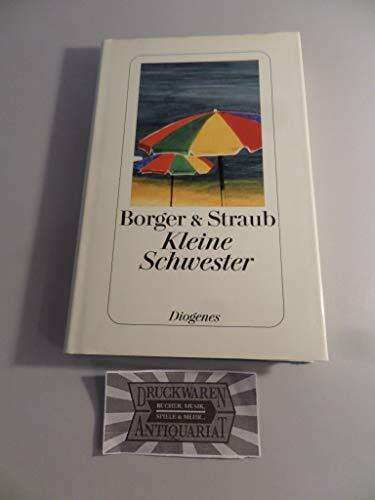 Borger & Straub
Kleine
Schwester
Diogenes
DRUCKWAREN
BÜCHER, MUSIK,
SPIELE & MEHR...
ANTIQUARIAT